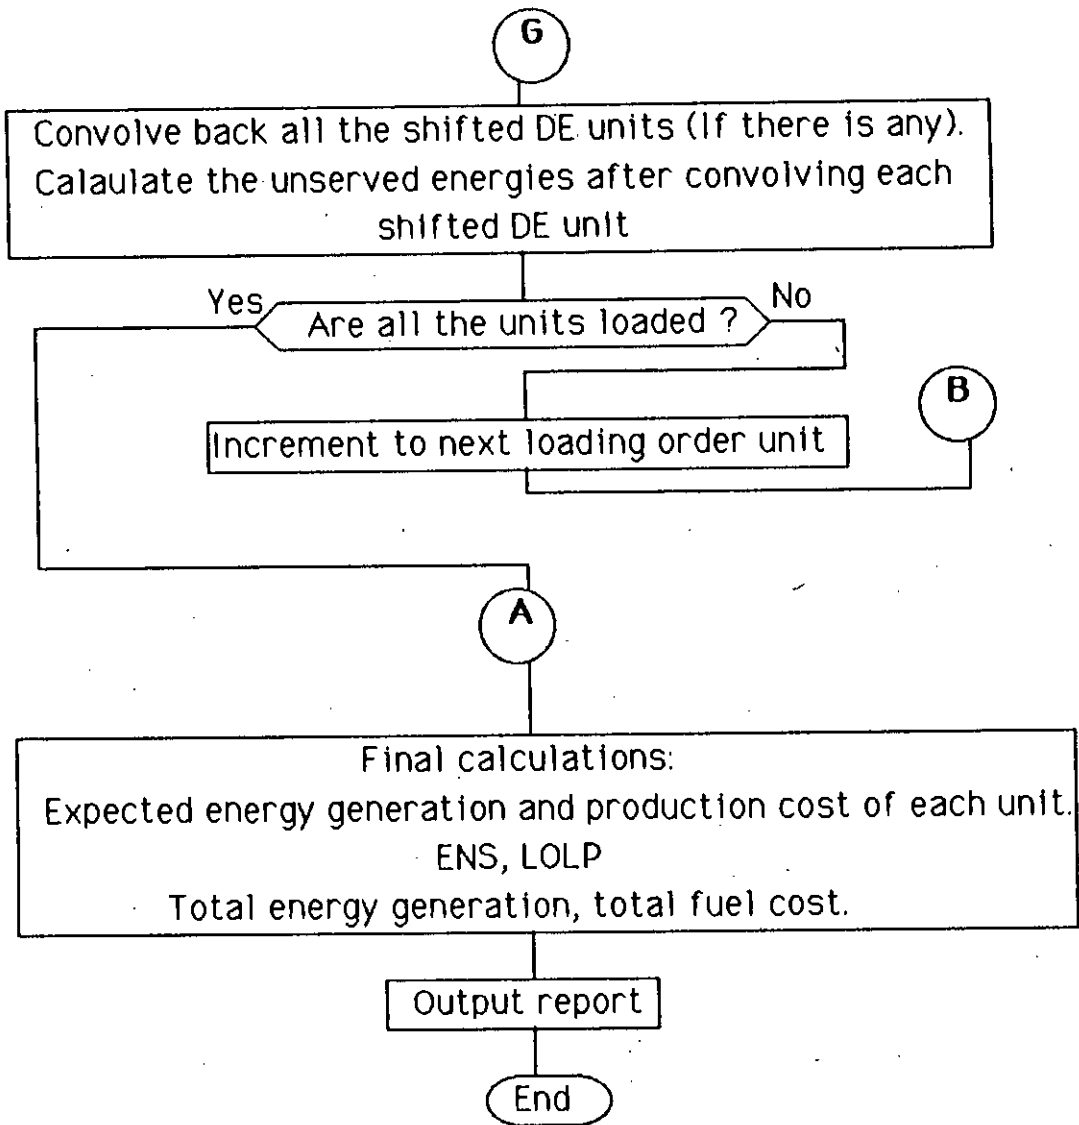 G
Convolve back all the shifted DE units (If there is any).
Calaulate the unserved energies after convolving each
shifted DE unit
Yes
No
Are all the units loaded ?
B
Increment to next loading order unit
A
Final calculations:
Expected energy generation and production cost of each unit.
ENS, LOLP
Total energy generation, total fuel cost.
Output report
End